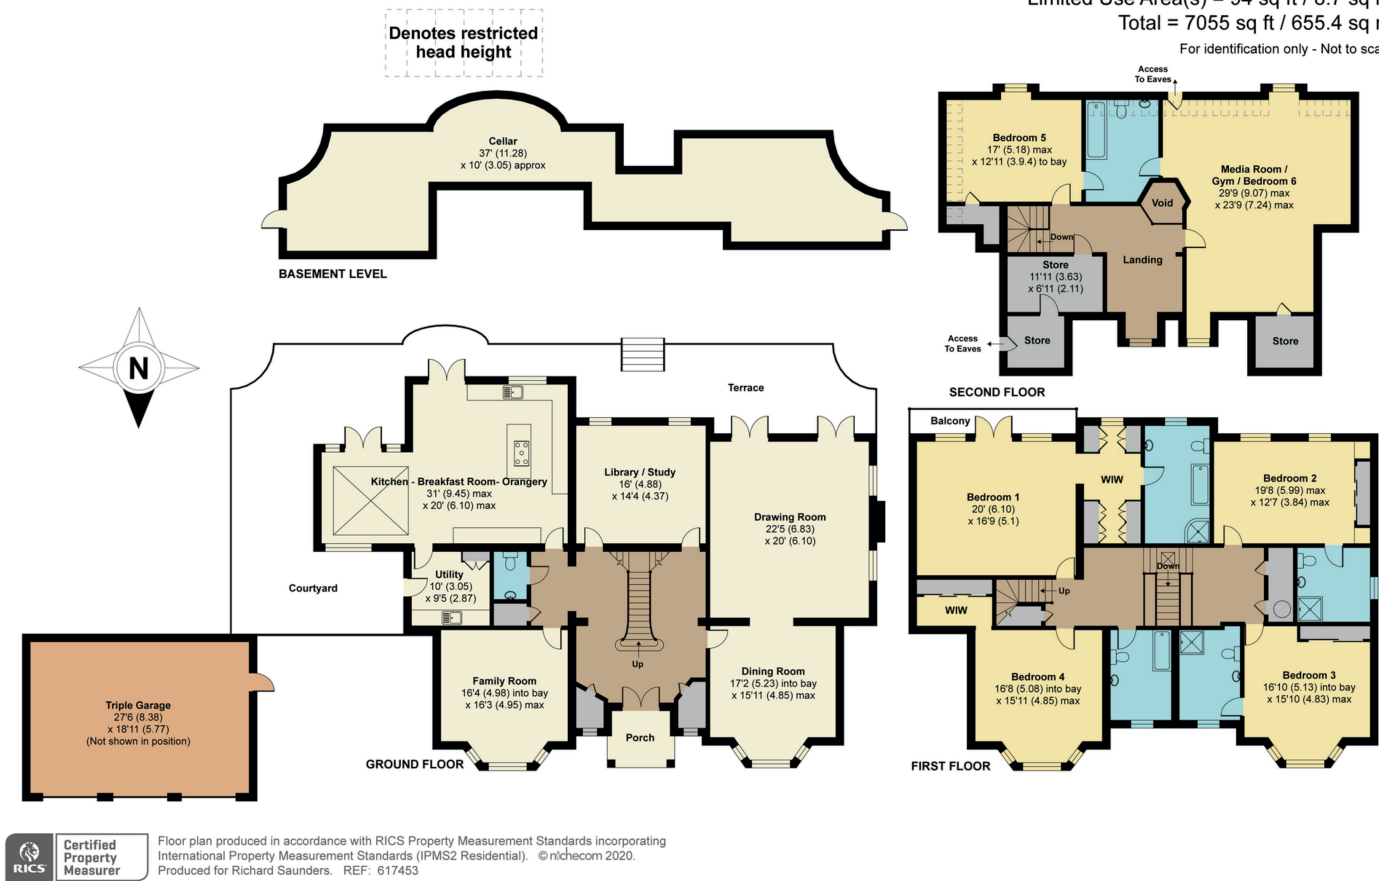 Limited Use Area(s) = 94 sq ft / 8.7 sq
Total = 7055 sq ft / 655.4 sq
For identification only - Not to sca
Denotes restricted
head height
Cellar
37' (11.28)
x 10' (3.05) approx
BASEMENT LEVEL
Access
To Eaves
Bedroom 5
17' (5.18) max
x 12'11 (3.9.4) to bay
Media Room /
Gym / Bedroom 6
29'9 (9.07) max
x 23'9 (7.24) max
Void
Down
Landing
Store
11'11 (3.63)
x 6'11 (2.11)
Access
To Eaves
Store
Store
SECOND FLOOR
N
Terrace
Kitchen - Breakfast Room- Orangery
31' (9.45) max
x 20' (6.10) max
Library / Study
16' (4.88)
x 14'4 (4.37)
Drawing Room
22'5 (6.83)
x 20' (6.10)
Courtyard
Utility
10' (3.05)
x 9'5 (2.87)
Up
Family Room
16'4 (4.98) into bay
x 16'3 (4.95) max
Dining Room
17'2 (5.23) into bay
x 15'11 (4.85) max
Porch
GROUND FLOOR
Triple Garage
27'6 (8.38)
x 18'11 (5.77)
(Not shown in position)
Balcony
Bedroom 1
20' (6.10)
x 16'9 (5.1)
WIW
Bedroom 2
19'8 (5.99) max
x 12'7 (3.84) max
Down
Up
WIW
Bedroom 4
16'8 (5.08) into bay
x 15'11 (4.85) max
Bedroom 3
16'10 (5.13) into bay
x 15'10 (4.83) max
FIRST FLOOR
RICS
Certified
Property
Measurer
Floor plan produced in accordance with RICS Property Measurement Standards incorporating
International Property Measurement Standards (IPMS2 Residential). © nichecom 2020.
Produced for Richard Saunders. REF: 617453